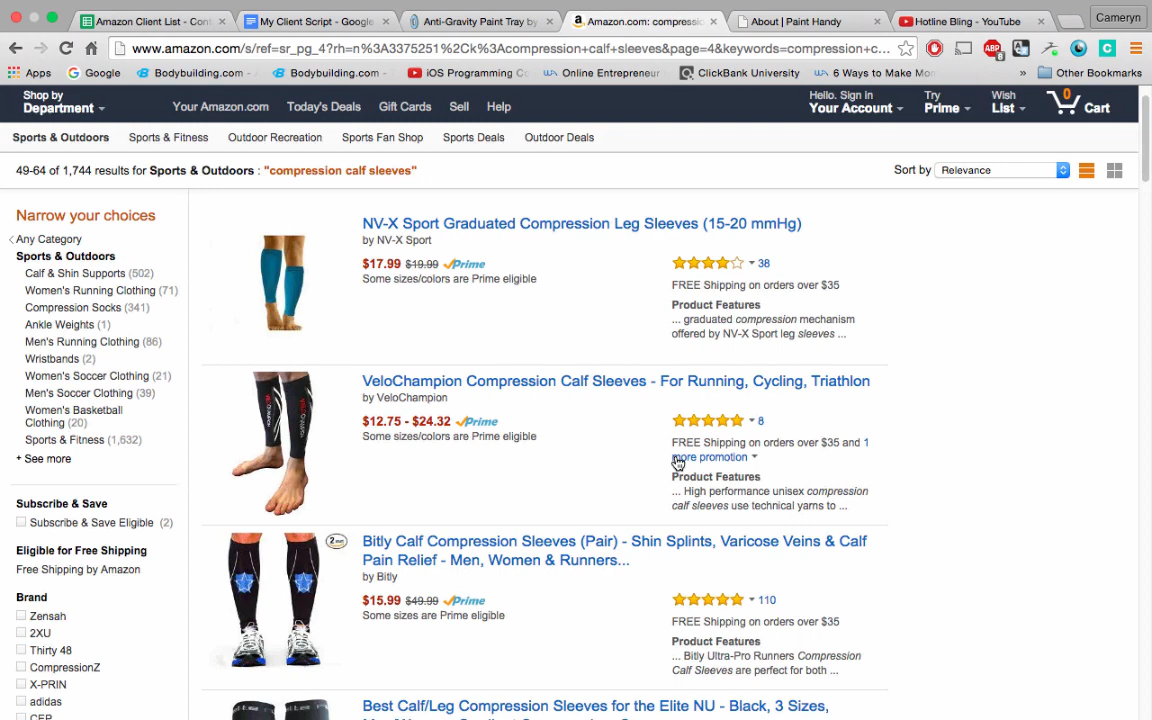 Amazon Client List - Cont
My Client Script - Google
Anti-Gravity Paint Tray by
Amazon.com: compressi
About | Paint Handy
Hotline Bling - YouTube
Cameryn
www.amazon.com/s/ref=sr_pg_4?rh=n%3A3375251%2Ck%3Acompression+calf+sleeves&page=4&keywords=compression+c...
Apps
Google
Bodybuilding.com -
Bodybuilding.com -
iOS Programming Co
Online Entrepreneur
ClickBank University
6 Ways to Make Mon
»
Other Bookmarks
Shop by
Department
Your Amazon.com
Today's Deals
Gift Cards
Sell
Help
Hello. Sign in
Your Account
Try
Prime
Wish
List
0
Cart
Sports & Outdoors
Sports & Fitness
Outdoor Recreation
Sports Fan Shop
Sports Deals
Outdoor Deals
49-64 of 1,744 results for Sports & Outdoors : "compression calf sleeves"
Sort by
Relevance
Narrow your choices
Any Category
Sports & Outdoors
Calf & Shin Supports (502)
Women's Running Clothing (71)
Compression Socks (341)
Ankle Weights (1)
Men's Running Clothing (86)
Wristbands (2)
Women's Soccer Clothing (21)
Men's Soccer Clothing (39)
Women's Basketball
Clothing (20)
Sports & Fitness (1,632)
+ See more
Subscribe & Save
Subscribe & Save Eligible (2)
Eligible for Free Shipping
Free Shipping by Amazon
Brand
Zensah
2XU
Thirty 48
CompressionZ
X-PRIN
adidas
CEP
NV-X Sport Graduated Compression Leg Sleeves (15-20 mmHg)
by NV-X Sport
$17.99 $19.99 Prime
Some sizes/colors are Prime eligible
38
FREE Shipping on orders over $35
Product Features
... graduated compression mechanism
offered by NV-X Sport leg sleeves ...
VeloChampion Compression Calf Sleeves - For Running, Cycling, Triathlon
by VeloChampion
$12.75 - $24.32 Prime
Some sizes/colors are Prime eligible
8
FREE Shipping on orders over $35 and 1
more promotion
Product Features
... High performance unisex compression
calf sleeves use technical yarns to ...
Bitly Calf Compression Sleeves (Pair) - Shin Splints, Varicose Veins & Calf
Pain Relief - Men, Women & Runners...
by Bitly
$15.99 $49.99 Prime
Some sizes are Prime eligible
110
FREE Shipping on orders over $35
Product Features
... Bitly Ultra-Pro Runners Compression
Calf Sleeves are perfect for both ...
Best Calf/Leg Compression Sleeves for the Elite NU - Black, 3 Sizes,